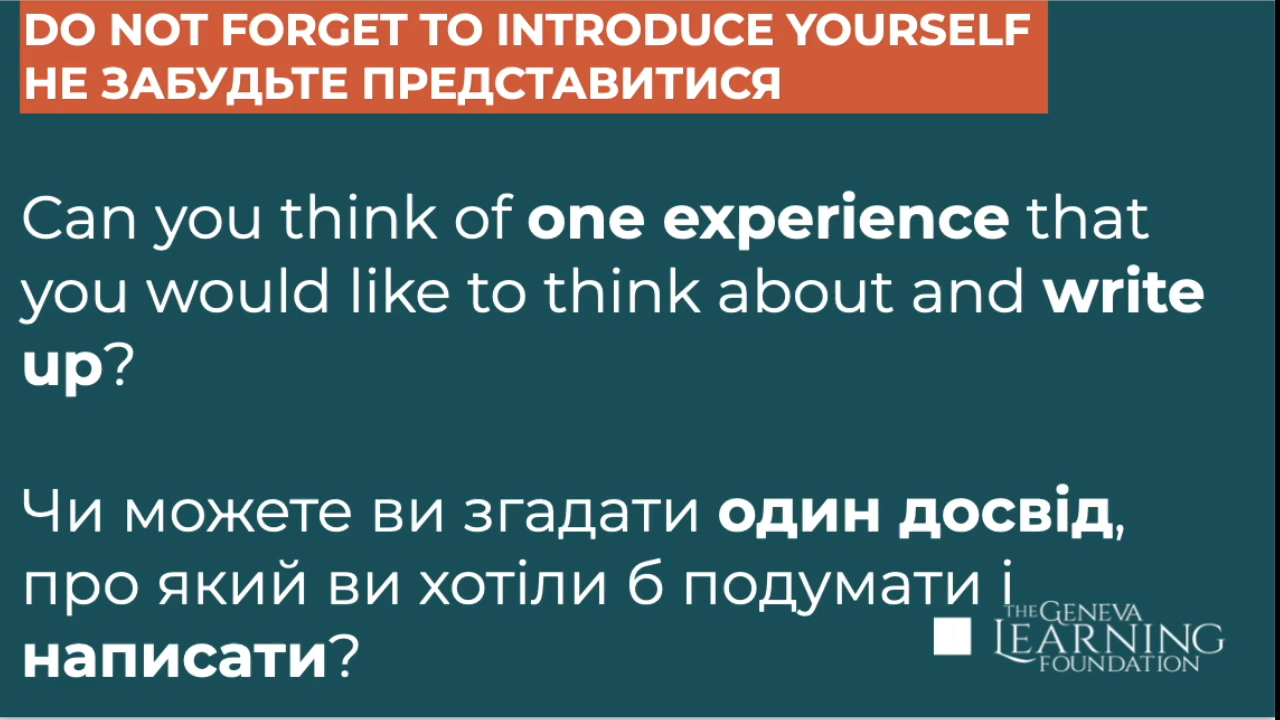 DO NOT FORGET TO INTRODUCE YOURSELF
НЕ ЗАБУДЬТЕ ПРЕДСТАВИТИСЯ
Can you think of one experience that
you would like to think about and write
up?
Чи можете ви згадати один досвід,
про який ви хотіли б подумати і
написати?
THE GENEVA
LEARNING
FOUNDATION